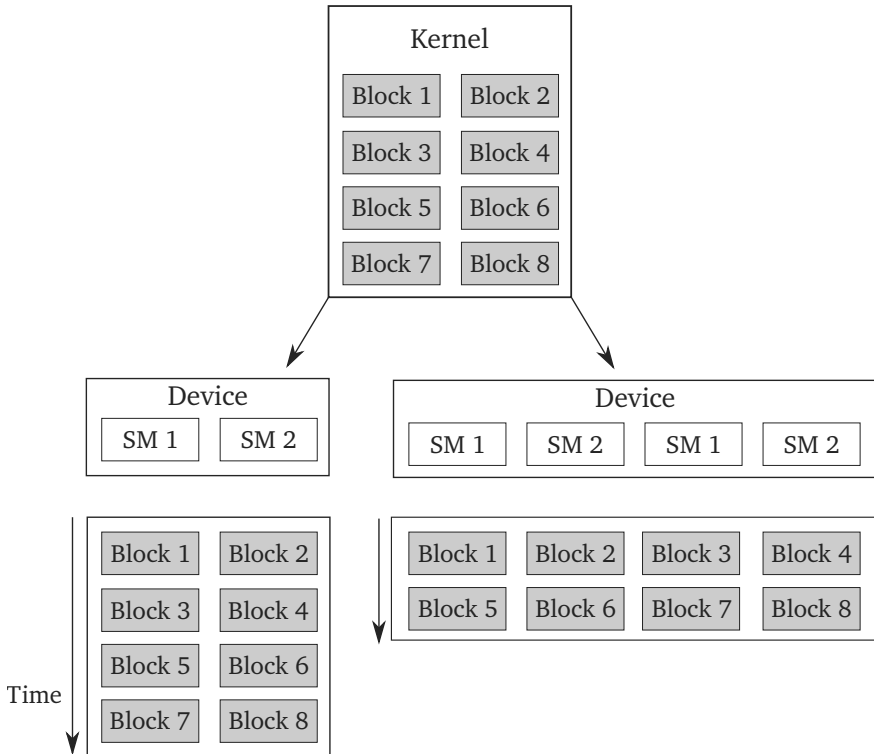 Kernel
Block 1 Block 2
Block 3 Block 4
Block 5 Block 6
Block 7 Block 8
Device
SM 1 SM 2
Device
SM 1 SM 2 SM 1 SM 2
Time
Block 1 Block 2
Block 3 Block 4
Block 5 Block 6
Block 7 Block 8
Block 1 Block 2 Block 3 Block 4
Block 5 Block 6 Block 7 Block 8